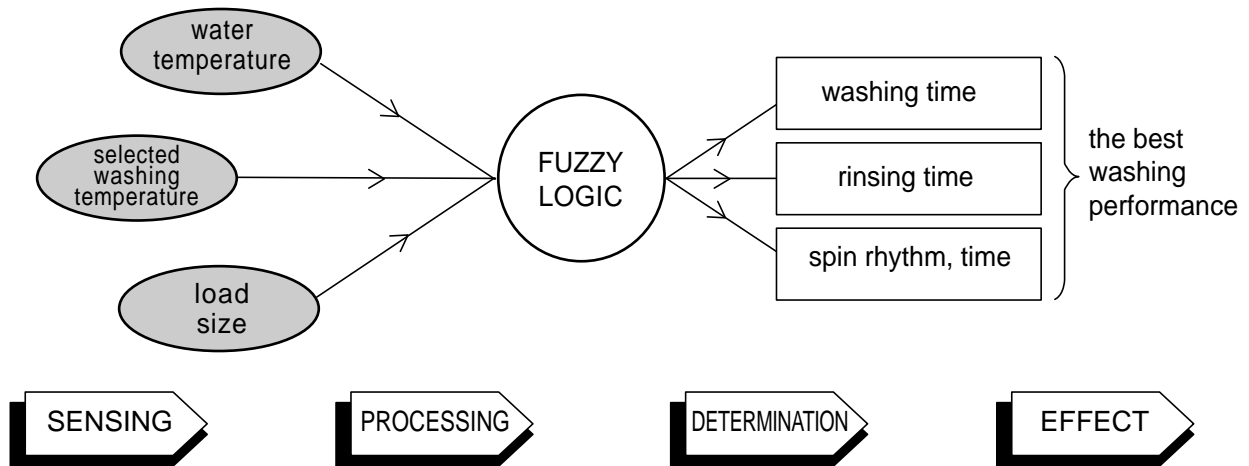 water
temperature
selected
washing
temperature
load
size
FUZZY
LOGIC
washing time
rinsing time
spin rhythm, time
the best
washing
performance
SENSING
PROCESSING
DETERMINATION
EFFECT